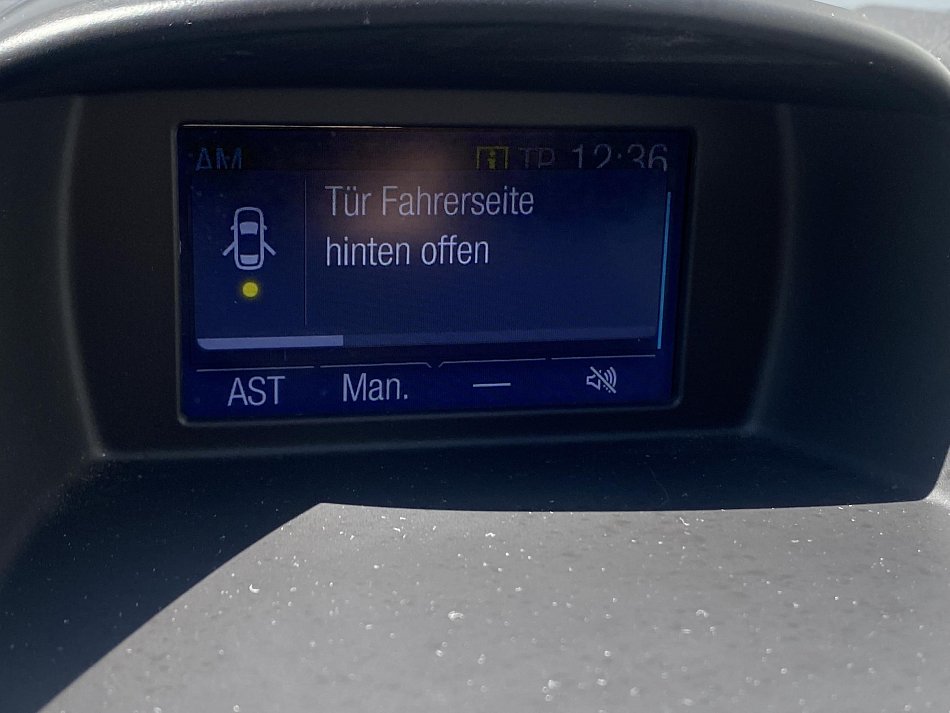 AM i TP 12:36
Tür Fahrerseite
hinten offen
AST Man. —